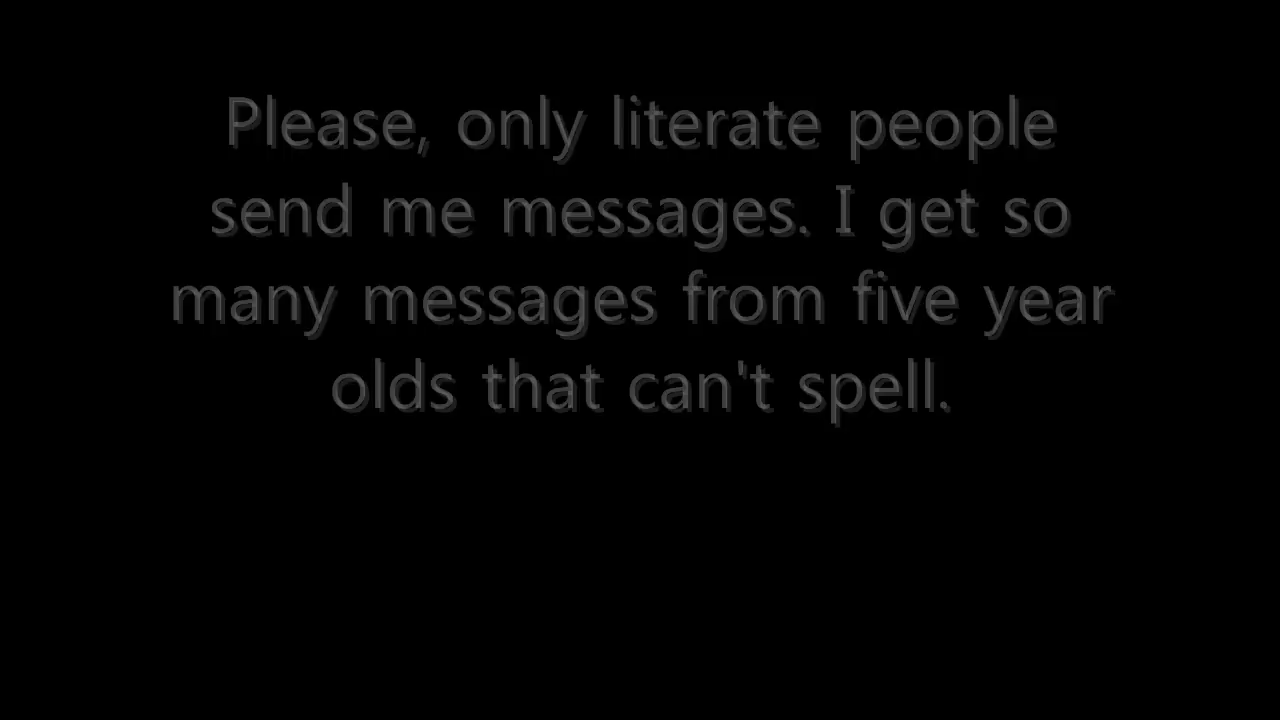 Please, only literate people
send me messages. I get so
many messages from five year
olds that can't spell.